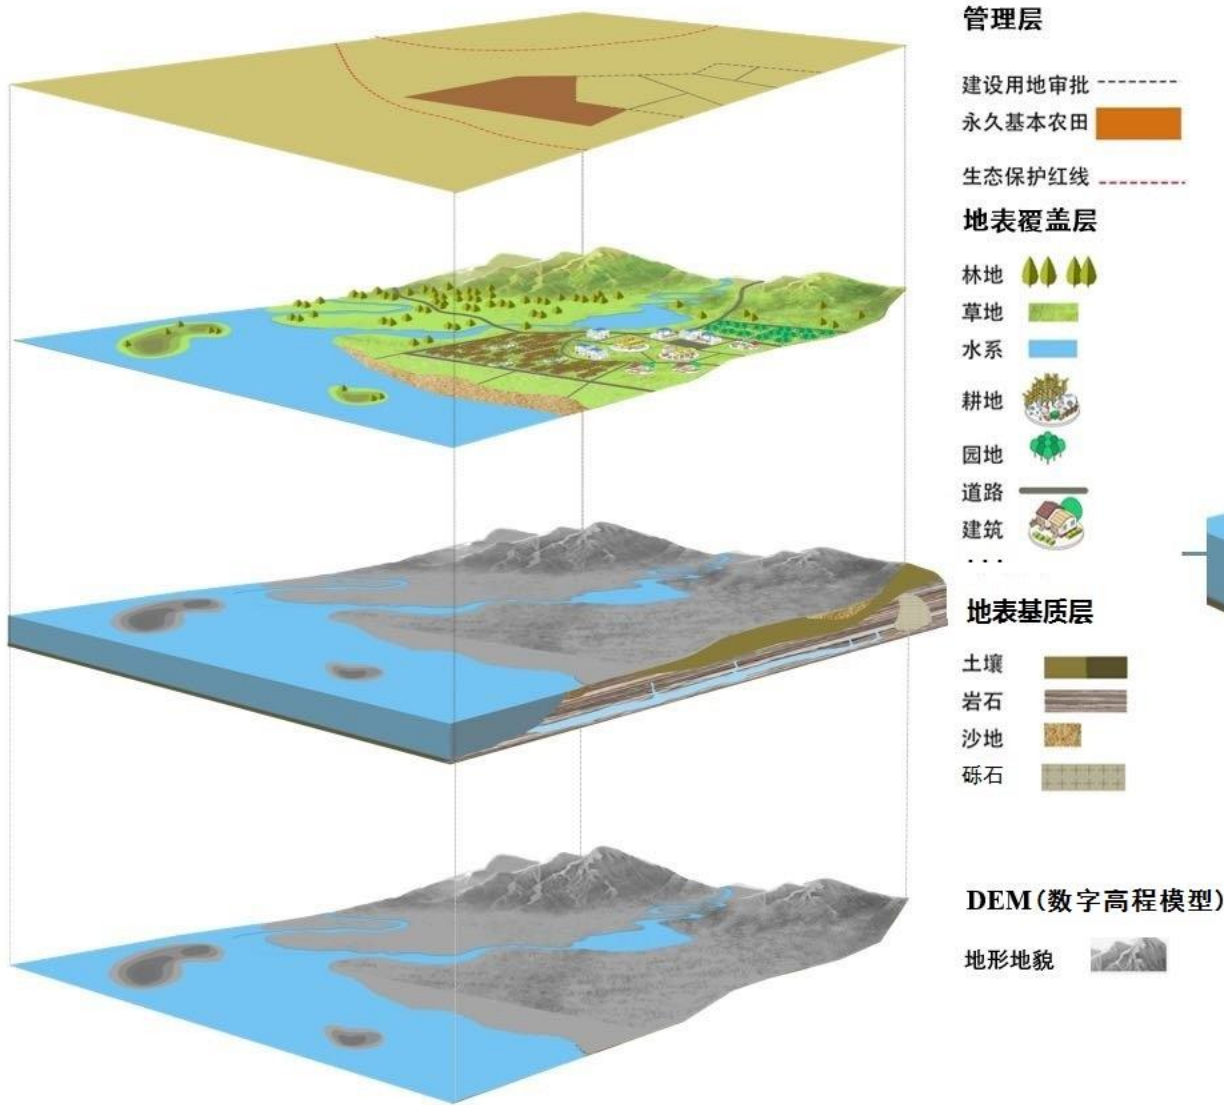 管理层
建设用地审批
永久基本农田
生态保护红线
地表覆盖层
林地
草地
水系
耕地
园地
道路
建筑
...
地表基质层
土壤
岩石
沙地
砾石
DEM(数字高程模型)
地形地貌